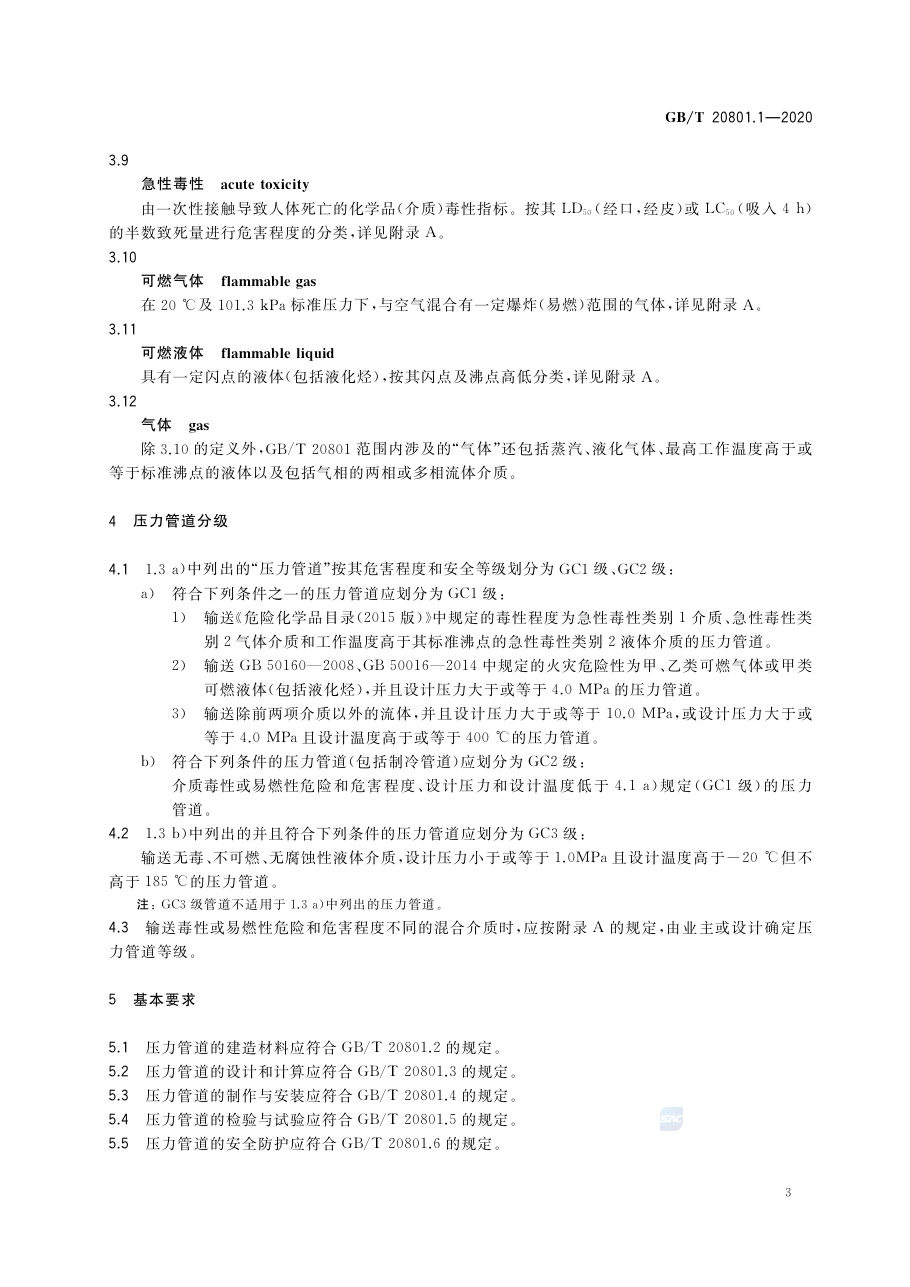 GB/T 20801.1—2020
3.9
急性毒性 acute toxicity
由一次性接触导致人体死亡的化学品(介质)毒性指标。按其 LD50(经口,经皮)或 LC50(吸入 4 h)
的半数致死量进行危害程度的分类,详见附录 A。
3.10
可燃气体 flammable gas
在 20 ℃及 101.3 kPa 标准压力下,与空气混合有一定爆炸(易燃)范围的气体,详见附录 A。
3.11
可燃液体 flammable liquid
具有一定闪点的液体(包括液化烃),按其闪点及沸点高低分类,详见附录 A。
3.12
气体 gas
除 3.10 的定义外,GB/T 20801 范围内涉及的“气体”还包括蒸汽、液化气体、最高工作温度高于或
等于标准沸点的液体以及包括气相的两相或多相流体介质。
4 压力管道分级
4.1 1.3 a)中列出的“压力管道”按其危害程度和安全等级划分为 GC1 级、GC2 级:
a) 符合下列条件之一的压力管道应划分为 GC1 级:
1) 输送《危险化学品目录(2015 版)》中规定的毒性程度为急性毒性类别 1 介质、急性毒性类
别 2 气体介质和工作温度高于其标准沸点的急性毒性类别 2 液体介质的压力管道。
2) 输送 GB 50160—2008、GB 50016—2014 中规定的火灾危险性为甲、乙类可燃气体或甲类
可燃液体(包括液化烃),并且设计压力大于或等于 4.0 MPa 的压力管道。
3) 输送除前两项介质以外的流体,并且设计压力大于或等于 10.0 MPa,或设计压力大于或
等于 4.0 MPa 且设计温度高于或等于 400 ℃的压力管道。
b) 符合下列条件的压力管道(包括制冷管道)应划分为 GC2 级:
介质毒性或易燃性危险和危害程度、设计压力和设计温度低于 4.1 a)规定(GC1 级)的压力
管道。
4.2 1.3 b)中列出的并且符合下列条件的压力管道应划分为 GC3 级:
输送无毒、不可燃、无腐蚀性液体介质,设计压力小于或等于 1.0MPa 且设计温度高于－20 ℃但不
高于 185 ℃的压力管道。
注:GC3 级管道不适用于 1.3 a)中列出的压力管道。
4.3 输送毒性或易燃性危险和危害程度不同的混合介质时,应按附录 A 的规定,由业主或设计确定压
力管道等级。
5 基本要求
5.1 压力管道的建造材料应符合 GB/T 20801.2 的规定。
5.2 压力管道的设计和计算应符合 GB/T 20801.3 的规定。
5.3 压力管道的制作与安装应符合 GB/T 20801.4 的规定。
5.4 压力管道的检验与试验应符合 GB/T 20801.5 的规定。
5.5 压力管道的安全防护应符合 GB/T 20801.6 的规定。
SAC
3